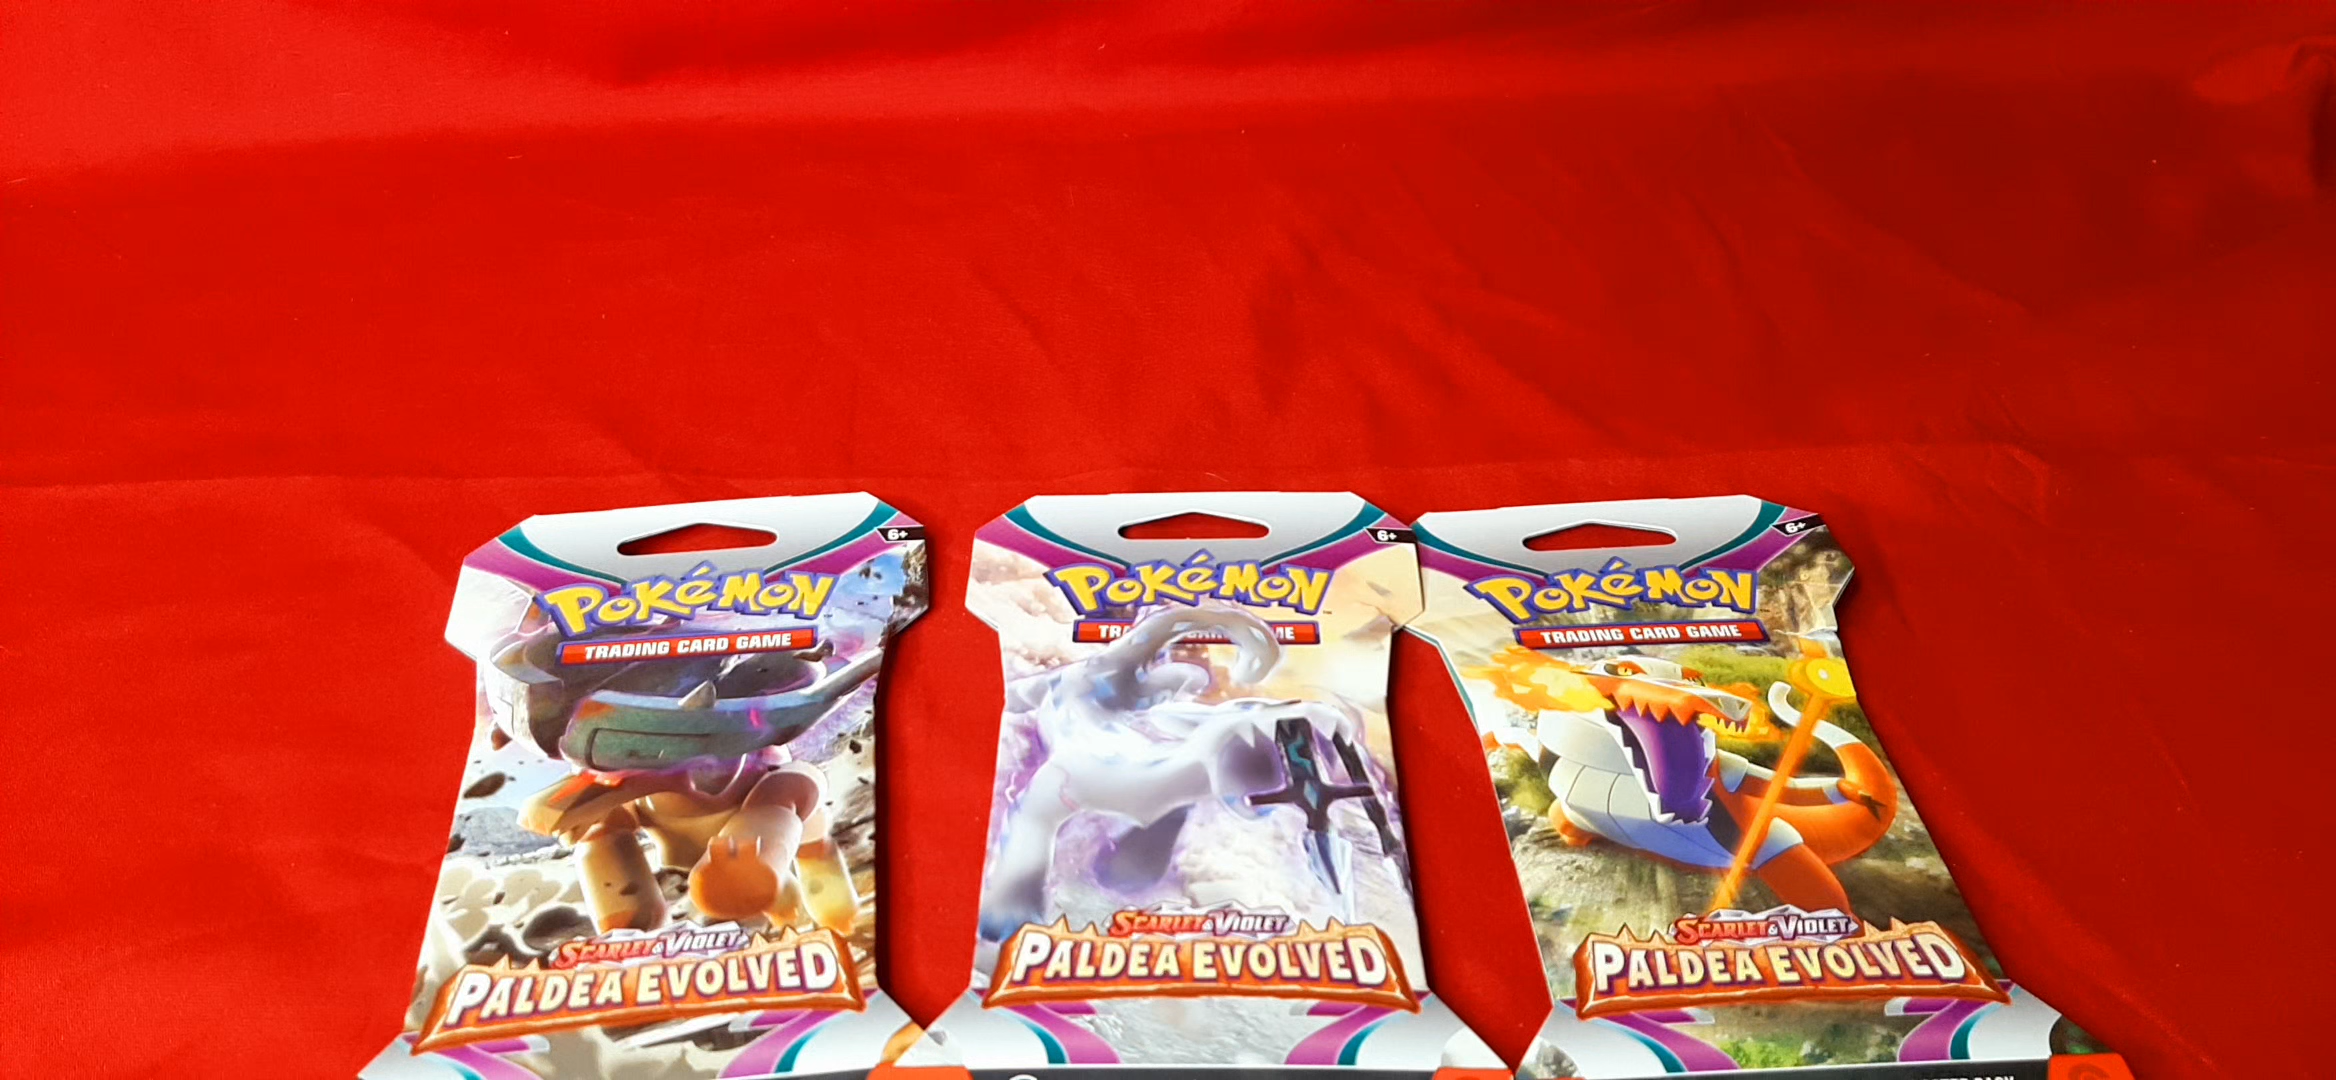 6+
POKéMON
TRADING CARD GAME
SCARLET & VIOLET
PALDEA EVOLVED
6+
POKéMON
SCARLET & VIOLET
PALDEA EVOLVED
6+
POKéMON
TRADING CARD GAME
SCARLET & VIOLET
PALDEA EVOLVED